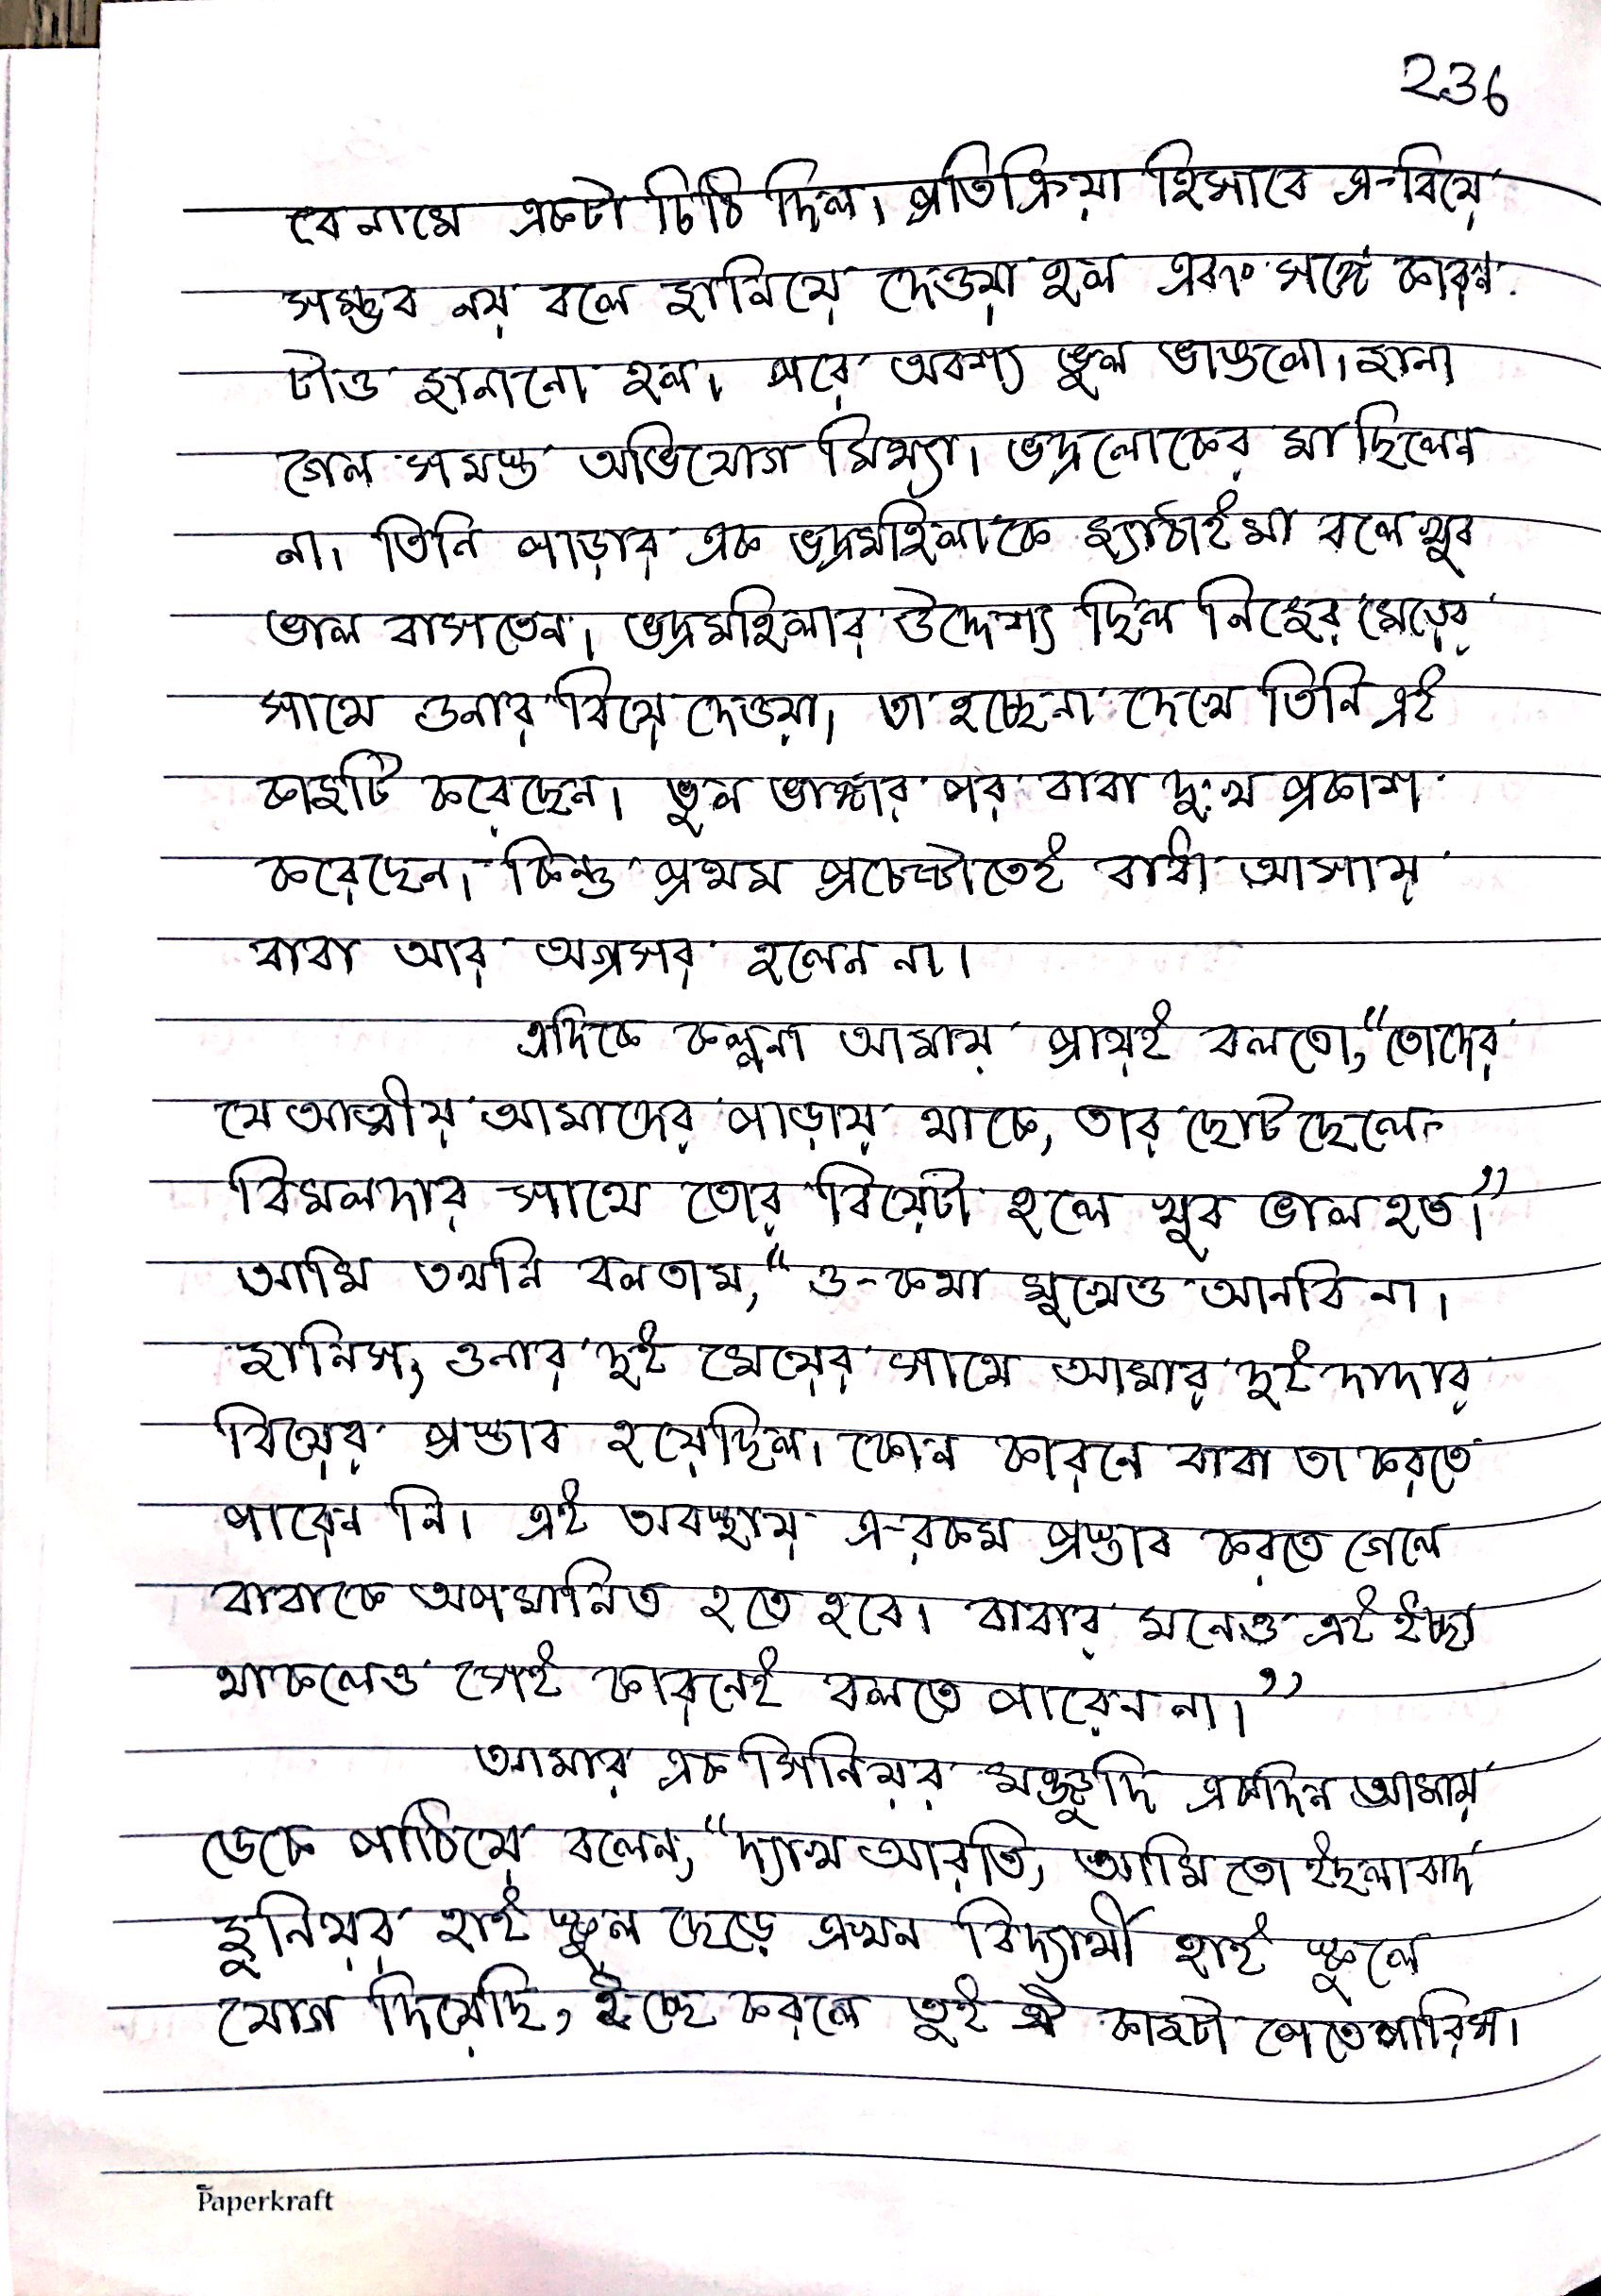 236
বেনামে একটা চিঠি দিল। প্রতিক্রিয়া হিসাবে এ-বিয়ে
সম্ভব নয় বলে জানিয়ে দেওয়া হল এবং সঙ্গে কারন
টাও জানানো হল। পরে অবশ্য ভুল ভাঙলো। জানা
গেল সমস্ত অভিযোগ মিথ্যা। ভদ্রলোকের মা ছিলেন
না। তিনি পাড়ার এক ভদ্রমহিলাকে জ্যাঠাইমা বলে খুব
ভাল বাসতেন। ভদ্রমহিলার উদ্দেশ্য ছিল নিজের মেয়ের
সাথে ওনার বিয়ে দেওয়া। তা হচ্ছেনা দেখে তিনি এই
কাজটি করেছেন। ভুল ভাঙ্গার পর বাবা দু:খ প্রকাশ
করেছেন। কিন্তু প্রথম প্রচেষ্টাতেই বাধা আসায়
বাবা আর অগ্রসর হলেন না।
এদিকে কল্পনা আমায় প্রায়ই বলতো, “তোদের
যে আত্মীয় আমাদের পাড়ায় থাকে, তার ছোট ছেলে
বিমলদার সাথে তোর বিয়েটা হলে খুব ভাল হত।”
আমি তখনি বলতাম, “ও-কথা মুখেও আনবি না।
জানিস, ওনার দুই মেয়ের সাথে আমার দুই দাদার
বিয়ের প্রস্তাব হয়েছিল। কোন কারনে বাবা তা করতে
পারেন নি। এই অবস্থায় এ-রকম প্রস্তাব করতে গেলে
বাবাকে অপমানিত হতে হবে। বাবার মনেও এই ইচ্ছা
থাকলেও সেই কারনেই বলতে পারেন না।”
আমার এক সিনিয়র মঞ্জুদি একদিন আমায়
ডেকে পাঠিয়ে বলেন, “দ্যাখ আরতি, আমি তো ইছলাবাদ
জুনিয়র হাই স্কুল ছেড়ে এখন বিদ্যার্থী হাই স্কুলে
যোগ দিয়েছি, ইচ্ছে করলে তুই ঐ কাজটা পেতে পারিস।
Paperkraft